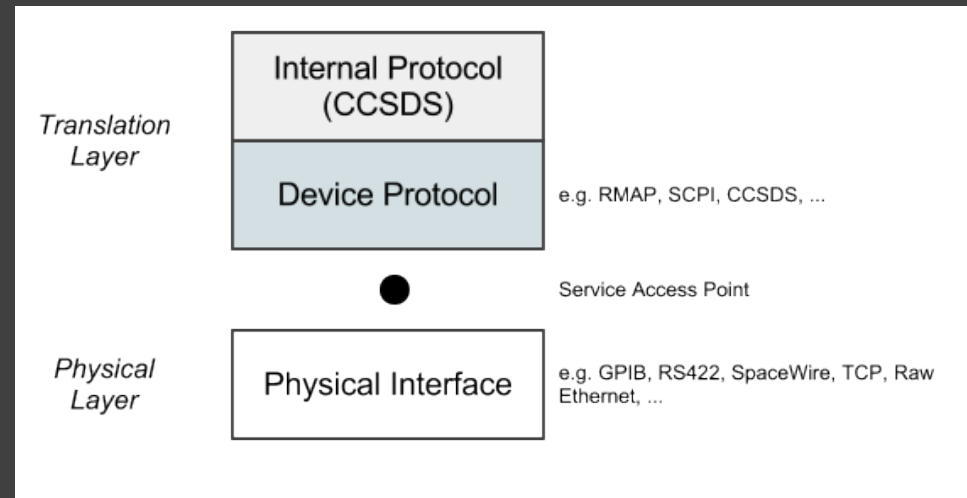 Internal Protocol
(CCSDS)
Translation
Layer
Device Protocol
e.g. RMAP, SCPI, CCSDS, ...
Service Access Point
Physical
Layer
Physical Interface
e.g. GPIB, RS422, SpaceWire, TCP, Raw
Ethernet, ...